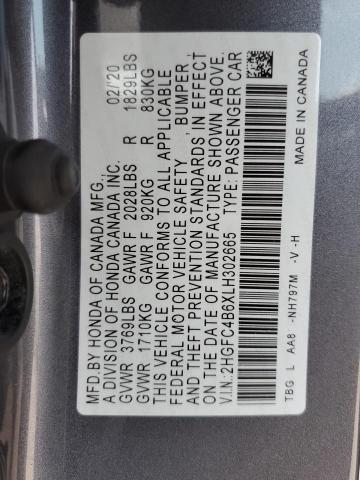 MFD.BY HONDA OF CANADA MFG., 02/'20
A DIVISION OF HONDA CANADA INC.
GVWR 3769LBS GAWR F 2028LBS R 1829LBS
GVWR 1710KG GAWR F 920KG R 830KG
THIS VEHICLE CONFORMS TO ALL APPLICABLE
FEDERAL MOTOR VEHICLE SAFETY , BUMPER
AND THEFT PREVENTION STANDARDS IN EFFECT
ON THE DATE OF MANUFACTURE SHOWN ABOVE.
V.I.N.: 2HGFC4B6XLH302665 TYPE: PASSENGER CAR
TBG L AA8 -NH797M -V -H MADE IN CANADA